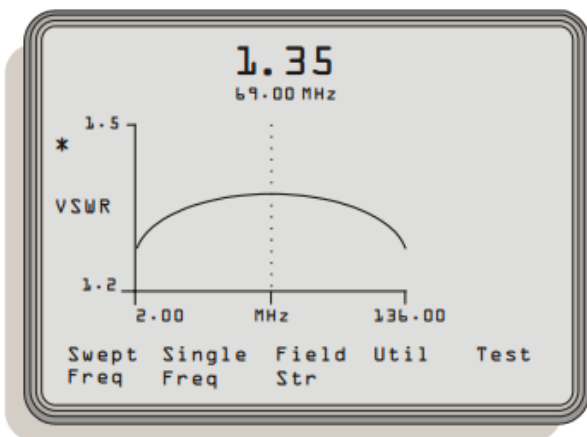 1.35
69.00 MHz
1.5
*
VSWR
1.2
2.00 MHz 136.00
Swept Single Field Util Test
Freq Freq Str